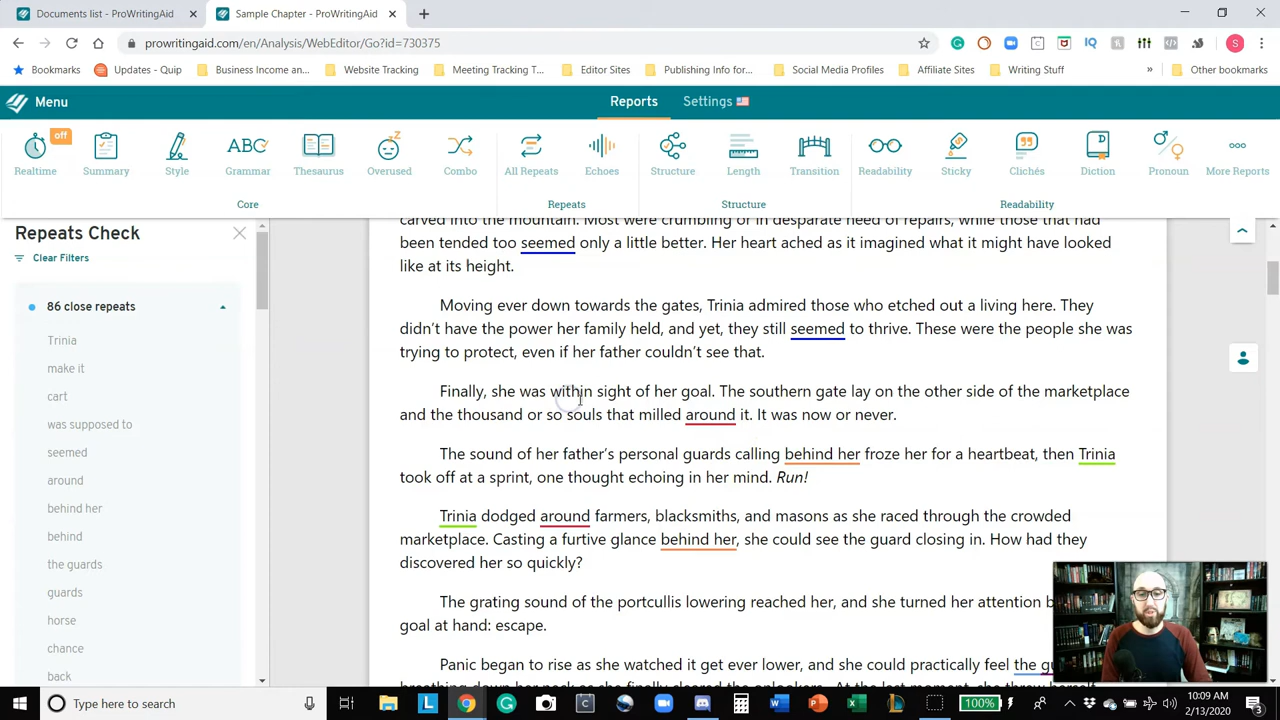 Documents list - ProWritingAid
Sample Chapter - ProWritingAid
prowritingaid.com/en/Analysis/WebEditor/Go?id=730375
Bookmarks
Updates - Quip
Business Income an...
Website Tracking
Meeting Tracking T...
Editor Sites
Publishing Info for...
Social Media Profiles
Affiliate Sites
Writing Stuff
Other bookmarks
Menu
Reports
Settings
off
Realtime
Summary
Style
Grammar
Thesaurus
Overused
Combo
All Repeats
Echoes
Structure
Length
Transition
Readability
Sticky
Clichés
Diction
Pronoun
More Reports
Core
Repeats
Structure
Readability
Repeats Check
Clear Filters
86 close repeats
Trinia
make it
cart
was supposed to
seemed
around
behind her
behind
the guards
guards
horse
chance
back
carved into the mountain. Most were crumbling or in desperate need of repairs, while those that had
been tended too seemed only a little better. Her heart ached as it imagined what it might have looked
like at its height.
Moving ever down towards the gates, Trinia admired those who etched out a living here. They
didn't have the power her family held, and yet, they still seemed to thrive. These were the people she was
trying to protect, even if her father couldn't see that.
Finally, she was within sight of her goal. The southern gate lay on the other side of the marketplace
and the thousand or so souls that milled around it. It was now or never.
The sound of her father's personal guards calling behind her froze her for a heartbeat, then Trinia
took off at a sprint, one thought echoing in her mind. Run!
Trinia dodged around farmers, blacksmiths, and masons as she raced through the crowded
marketplace. Casting a furtive glance behind her, she could see the guard closing in. How had they
discovered her so quickly?
The grating sound of the portcullis lowering reached her, and she turned her attention
goal at hand: escape.
Panic began to rise as she watched it get ever lower, and she could practically feel the
Type here to search
100%
10:09 AM
2/13/2020